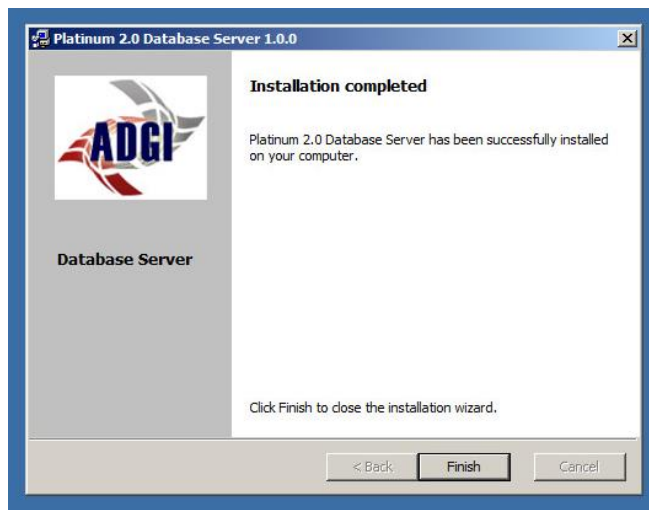 Platinum 2.0 Database Server 1.0.0
ADGI
Database Server
Installation completed
Platinum 2.0 Database Server has been successfully installed
on your computer.
Click Finish to close the installation wizard.
< Back
Finish
Cancel